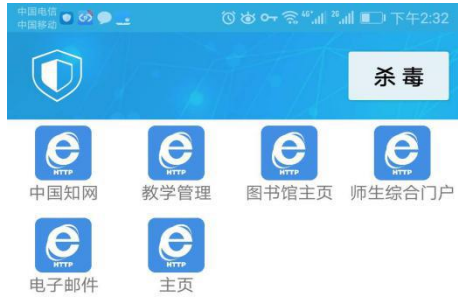 中国电信
中国移动
下午2:32
杀毒
HTTP HTTP HTTP HTTP
中国知网 教学管理 图书馆主页 师生综合门户
HTTP HTTP
电子邮件 主页